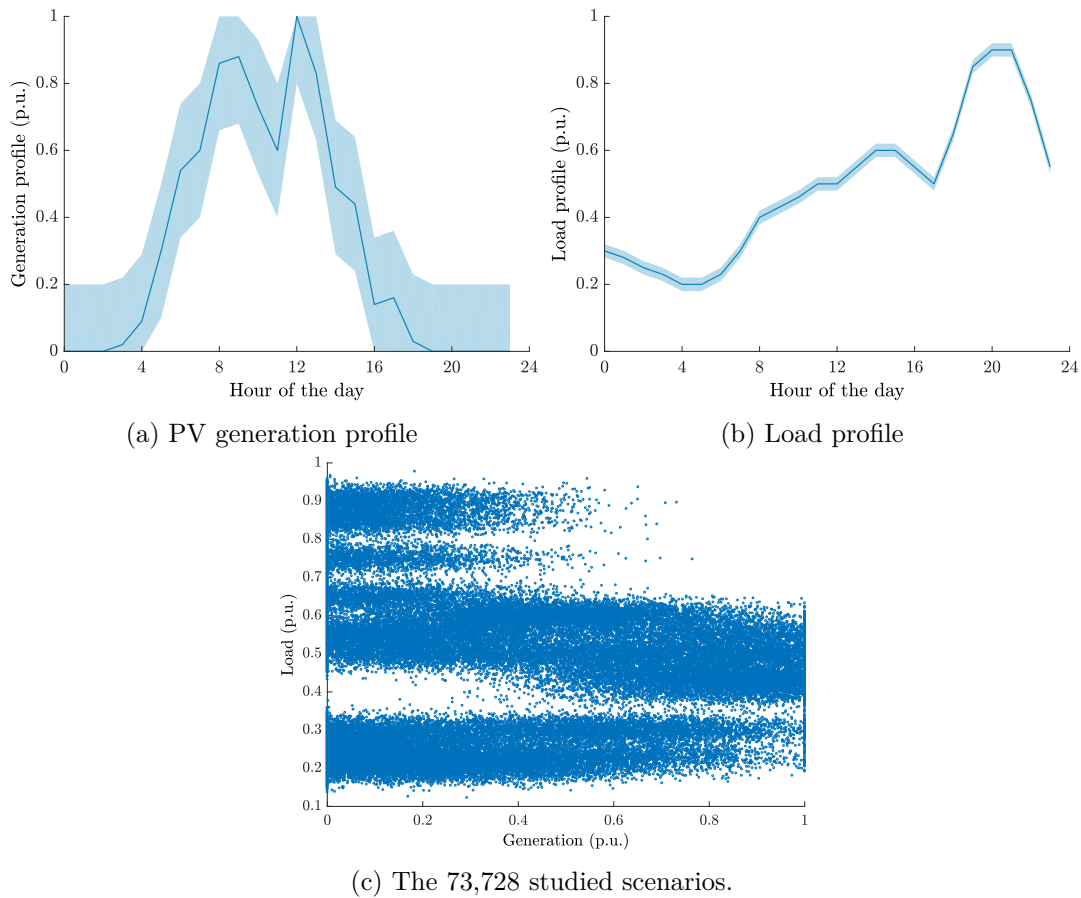 1
0.8
0.6
0.4
0.2
0
Generation profile (p.u.)
0 4 8 12 16 20 24
Hour of the day
(a) PV generation profile
1
0.8
0.6
0.4
0.2
0
Load profile (p.u.)
0 4 8 12 16 20 24
Hour of the day
(b) Load profile
1
0.9
0.8
0.7
0.6
0.5
0.4
0.3
0.2
0.1
Load (p.u.)
0 0.2 0.4 0.6 0.8 1
Generation (p.u.)
(c) The 73,728 studied scenarios.